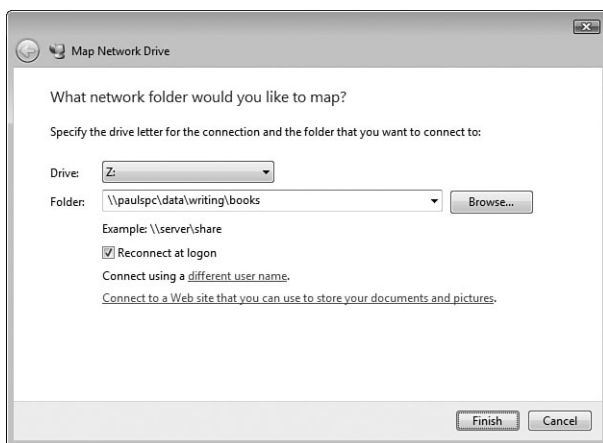 Map Network Drive
What network folder would you like to map?
Specify the drive letter for the connection and the folder that you want to connect to:
Drive: Z:
Folder: \\paulspc\data\writing\books Browse...
Example: \\server\share
Reconnect at logon
Connect using a different user name.
Connect to a Web site that you can use to store your documents and pictures.
Finish Cancel